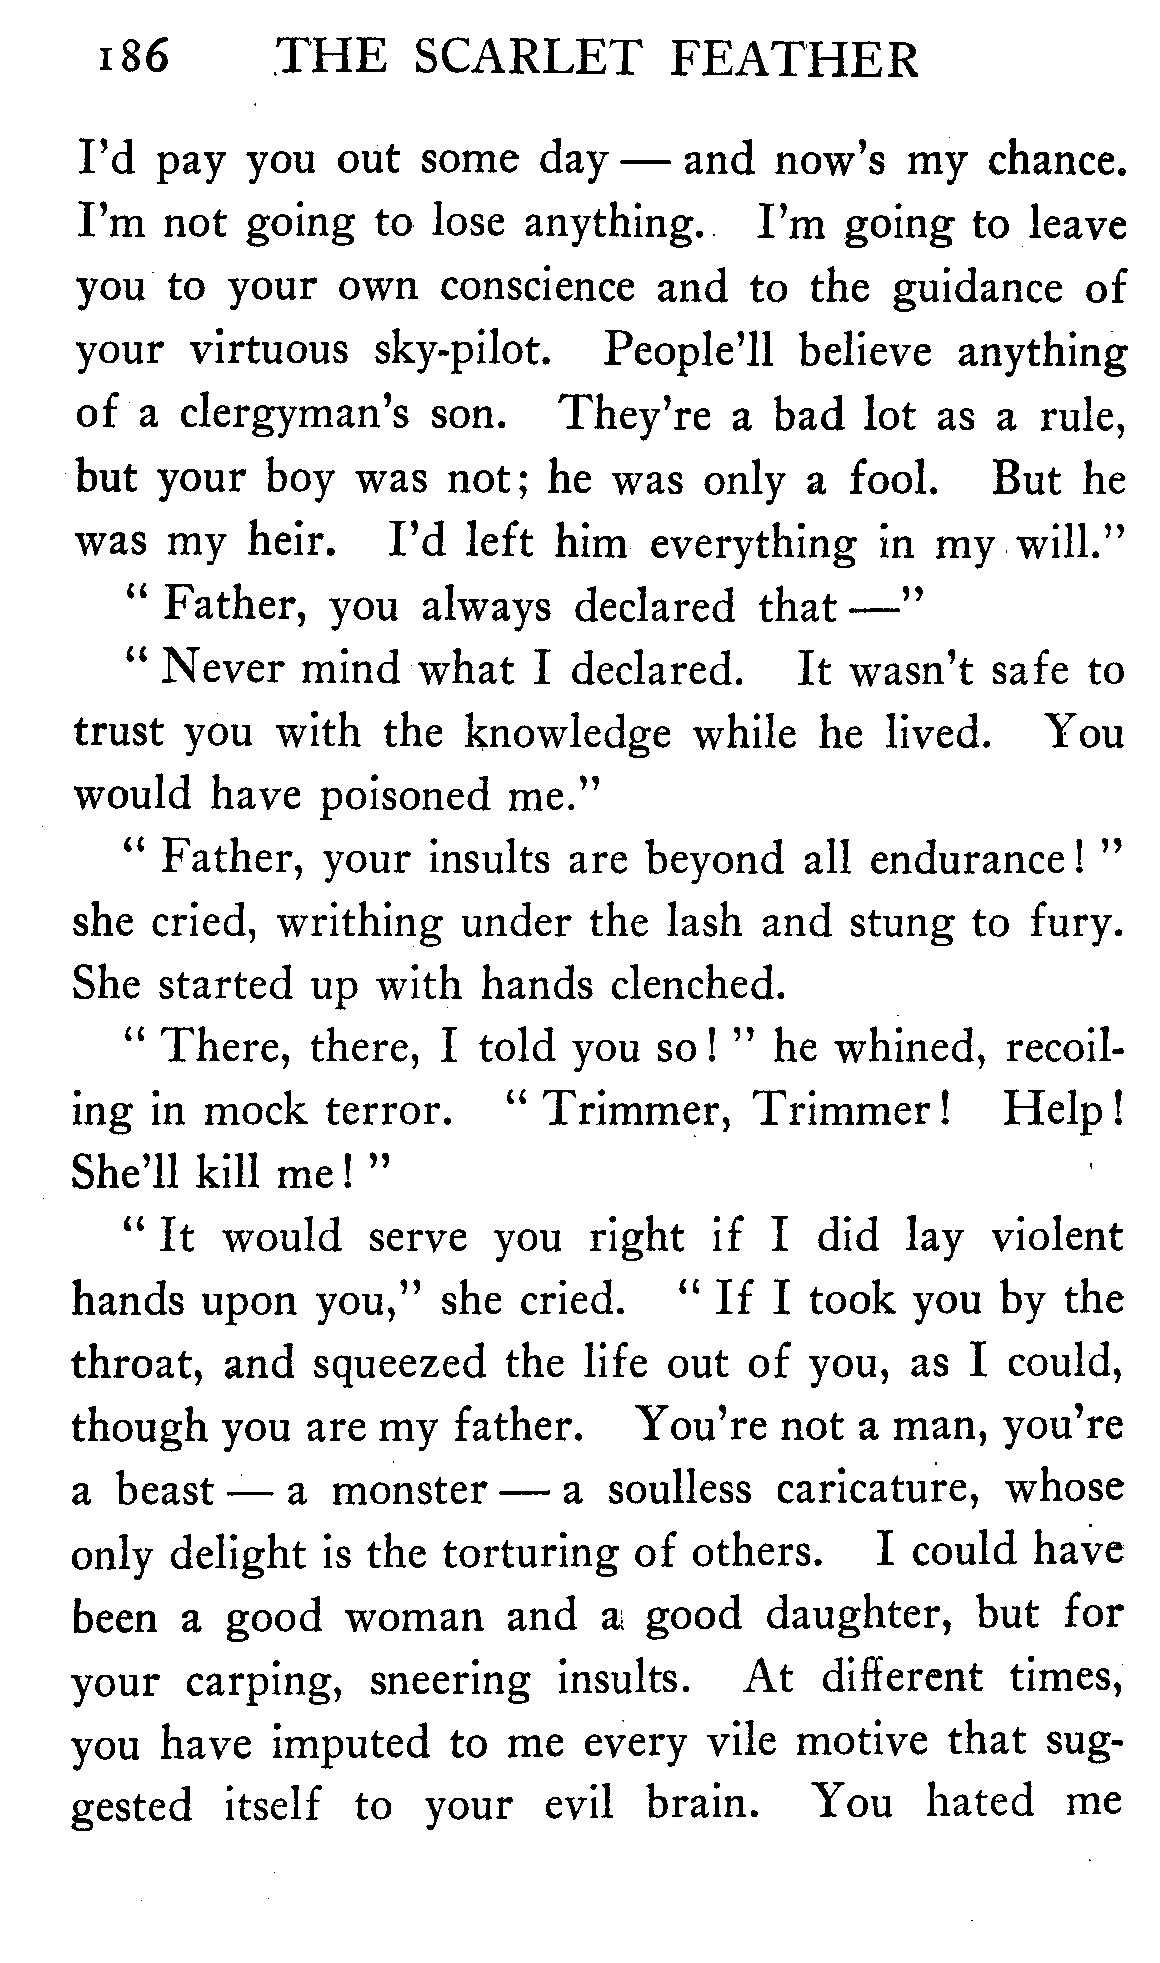 186 THE SCARLET FEATHER
I'd pay you out some day — and now's my chance.
I'm not going to lose anything. I'm going to leave
you to your own conscience and to the guidance of
your virtuous sky-pilot. People'll believe anything
of a clergyman's son. They're a bad lot as a rule,
but your boy was not; he was only a fool. But he
was my heir. I'd left him everything in my will."
" Father, you always declared that —"
" Never mind what I declared. It wasn't safe to
trust you with the knowledge while he lived. You
would have poisoned me."
" Father, your insults are beyond all endurance! "
she cried, writhing under the lash and stung to fury.
She started up with hands clenched.
" There, there, I told you so! " he whined, recoil-
ing in mock terror. " Trimmer, Trimmer! Help!
She'll kill me! "
" It would serve you right if I did lay violent
hands upon you," she cried. " If I took you by the
throat, and squeezed the life out of you, as I could,
though you are my father. You're not a man, you're
a beast — a monster — a soulless caricature, whose
only delight is the torturing of others. I could have
been a good woman and a good daughter, but for
your carping, sneering insults. At different times,
you have imputed to me every vile motive that sug-
gested itself to your evil brain. You hated me